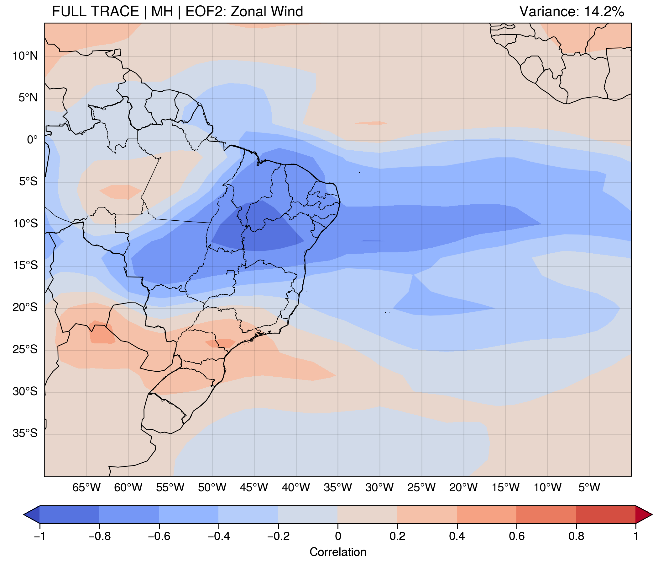 FULL TRACE | MH | EOF2: Zonal Wind Variance: 14.2%
10°N
5°N
0°
5°S
10°S
15°S
20°S
25°S
30°S
35°S
65°W 60°W 55°W 50°W 45°W 40°W 35°W 30°W 25°W 20°W 15°W 10°W 5°W
−1 −0.8 −0.6 −0.4 −0.2 0 0.2 0.4 0.6 0.8 1
Correlation